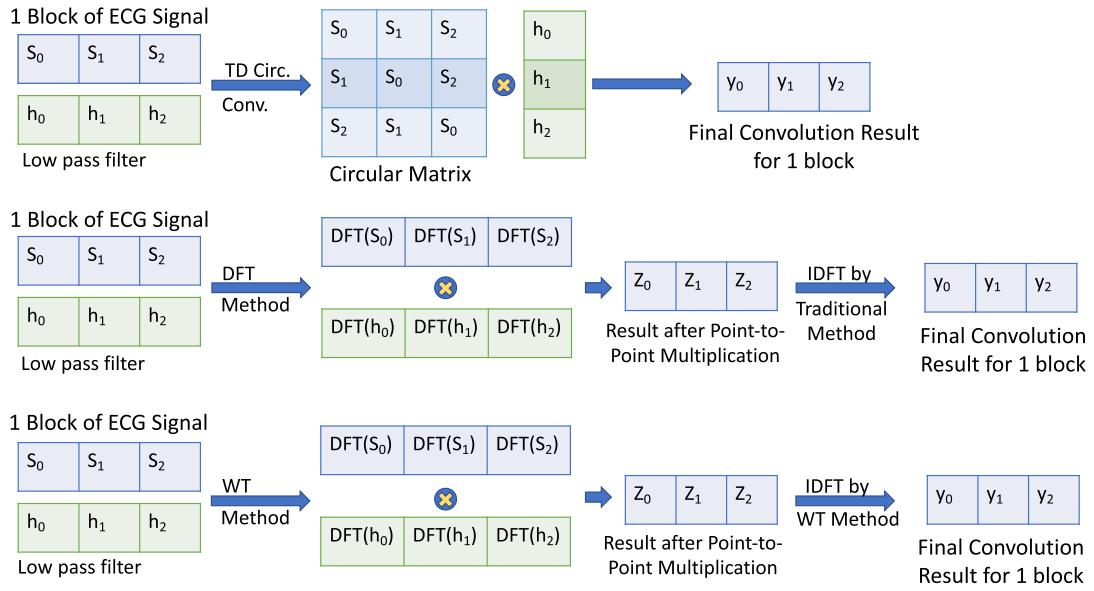 1 Block of ECG Signal
S0 S1 S2
h0 h1 h2
Low pass filter
TD Circ.
Conv.
S0 S1 S2
S1 S0 S2
S2 S1 S0
Circular Matrix
h0
h1
h2
y0 y1 y2
Final Convolution Result
for 1 block
1 Block of ECG Signal
S0 S1 S2
h0 h1 h2
Low pass filter
DFT
Method
DFT(S0) DFT(S1) DFT(S2)
DFT(h0) DFT(h1) DFT(h2)
Z0 Z1 Z2
Result after Point-to-
Point Multiplication
IDFT by
Traditional
Method
y0 y1 y2
Final Convolution
Result for 1 block
1 Block of ECG Signal
S0 S1 S2
h0 h1 h2
Low pass filter
WT
Method
DFT(S0) DFT(S1) DFT(S2)
DFT(h0) DFT(h1) DFT(h2)
Z0 Z1 Z2
Result after Point-to-
Point Multiplication
IDFT by
WT Method
y0 y1 y2
Final Convolution
Result for 1 block